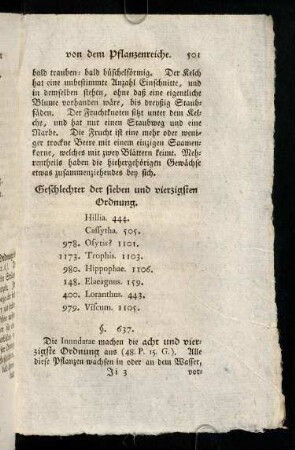 von dem Pflanzenreiche. 501
bald trauben- bald büschelförmig. Der Kelch
hat eine unbestimmte Anzahl Einschnitte, und
in demselben stehen, ohne daß eine eigentliche
Blume vorhanden wäre, bis dreyßig Staub-
fäden. Der Fruchtknoten sitzt unter dem Kel-
che, und hat nur einen Staubweg und eine
Narbe. Die Frucht ist eine mehr oder weni-
ger trockne Beere mit einem einzigen Saamen-
kerne, welches mit zwey Blättern keimt. Meh-
rentheils haben die hiehergehörigen Gewächse
etwas zusammenziehendes bey sich.
Geschlechter der sieben und vierzigsten
Ordnung.
Hillia. 444.
Cassytha. 505.
978. Osyris? 1101.
1173. Trophis. 1103.
980. Hippophae. 1106.
148. Elaeagnus. 159.
400. Loranthus. 443.
979. Viscum. 1105.
§. 637.
Die Inundatae machen die acht und vier-
zigste Ordnung aus (48. P. 15. G.). Alle
diese Pflanzen wachsen in oder an dem Wasser,
Ji 3 vor-